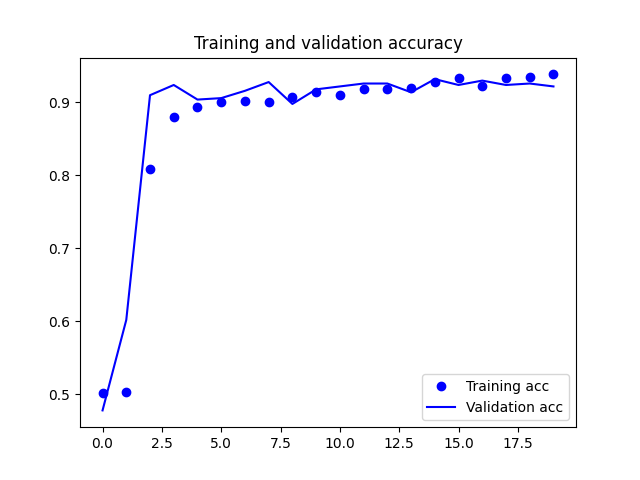 Training and validation accuracy
0.9
0.8
0.7
0.6
0.5
Training acc
Validation acc
0.0 2.5 5.0 7.5 10.0 12.5 15.0 17.5